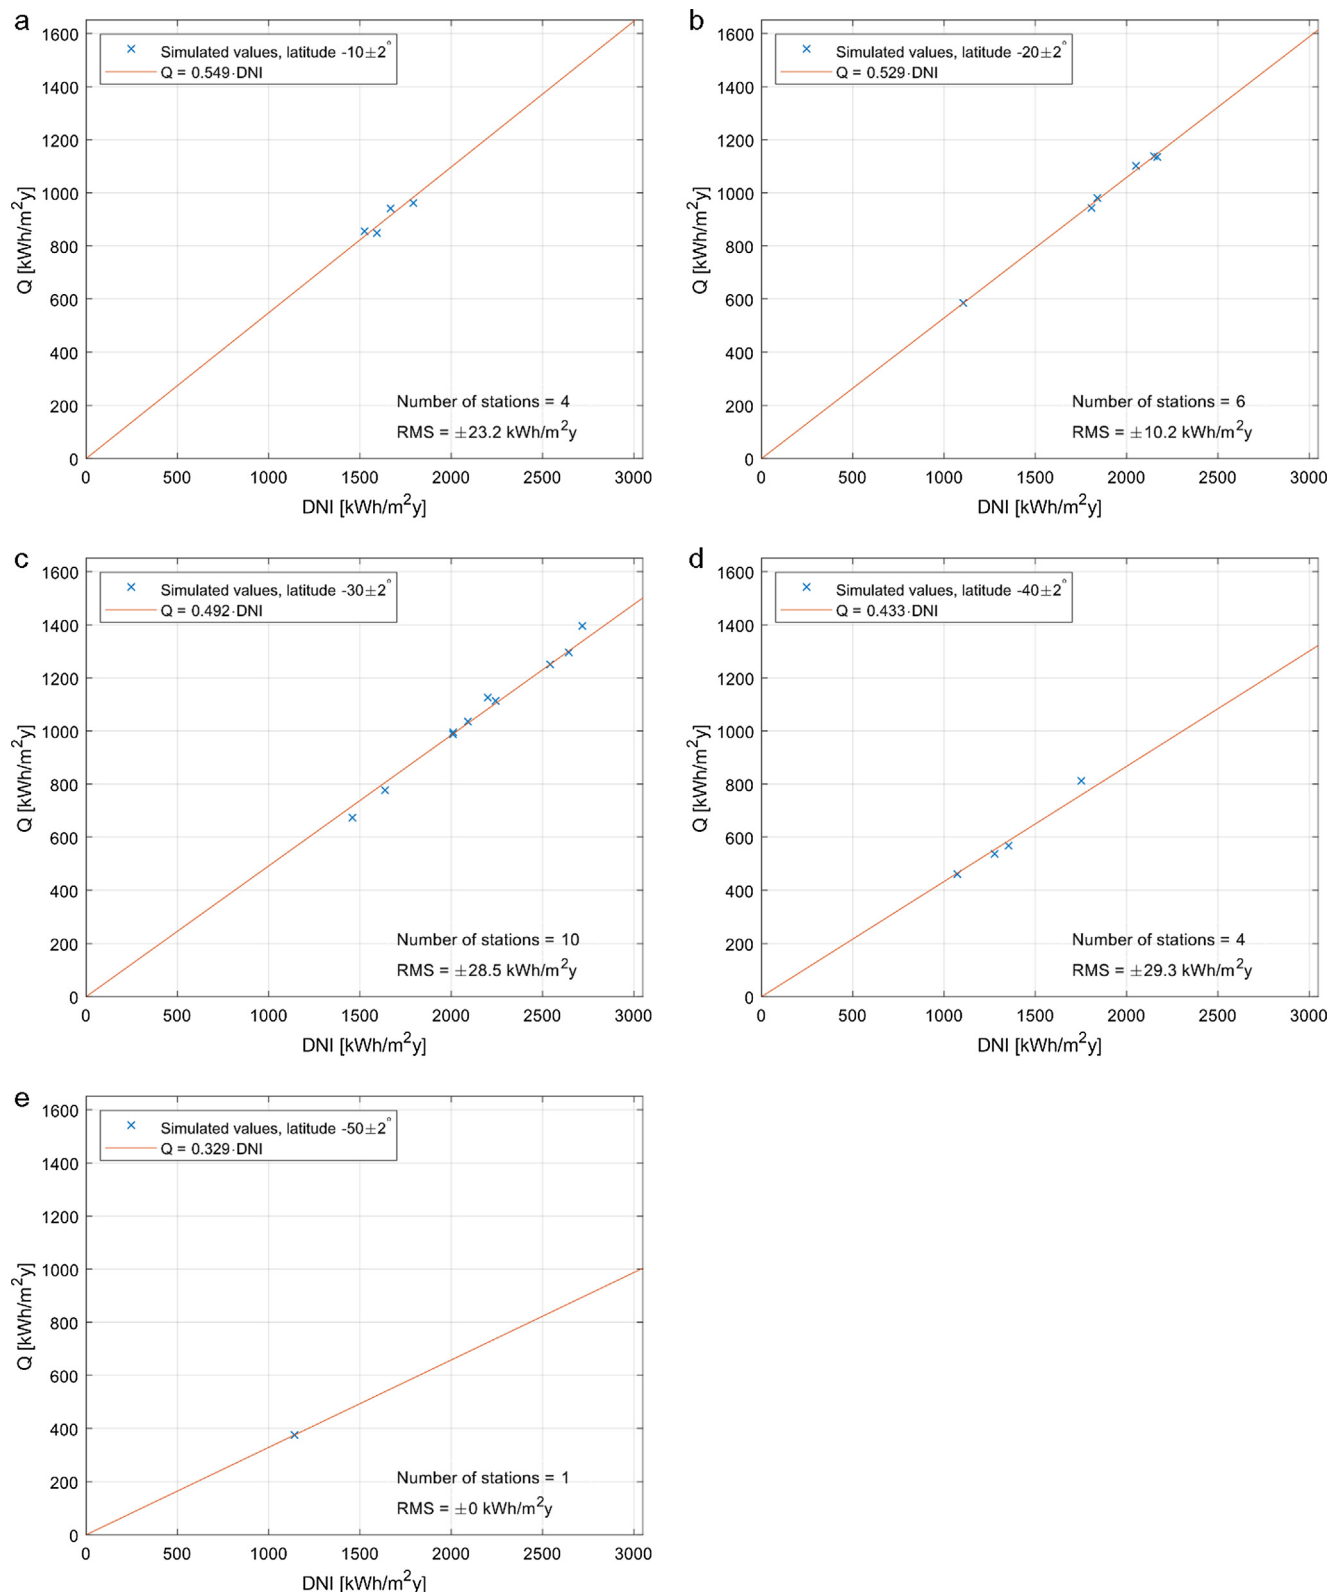 a
1600
1400
1200
1000
800
600
400
200
0
Q [kWh/m²y]
Simulated values, latitude -10±2°
Q = 0.549·DNI
Number of stations = 4
RMS = ±23.2 kWh/m²y
0 500 1000 1500 2000 2500 3000
DNI [kWh/m²y]
b
1600
1400
1200
1000
800
600
400
200
0
Q [kWh/m²y]
Simulated values, latitude -20±2°
Q = 0.529·DNI
Number of stations = 6
RMS = ±10.2 kWh/m²y
0 500 1000 1500 2000 2500 3000
DNI [kWh/m²y]
c
1600
1400
1200
1000
800
600
400
200
0
Q [kWh/m²y]
Simulated values, latitude -30±2°
Q = 0.492·DNI
Number of stations = 10
RMS = ±28.5 kWh/m²y
0 500 1000 1500 2000 2500 3000
DNI [kWh/m²y]
d
1600
1400
1200
1000
800
600
400
200
0
Q [kWh/m²y]
Simulated values, latitude -40±2°
Q = 0.433·DNI
Number of stations = 4
RMS = ±29.3 kWh/m²y
0 500 1000 1500 2000 2500 3000
DNI [kWh/m²y]
e
1600
1400
1200
1000
800
600
400
200
0
Q [kWh/m²y]
Simulated values, latitude -50±2°
Q = 0.329·DNI
Number of stations = 1
RMS = ±0 kWh/m²y
0 500 1000 1500 2000 2500 3000
DNI [kWh/m²y]